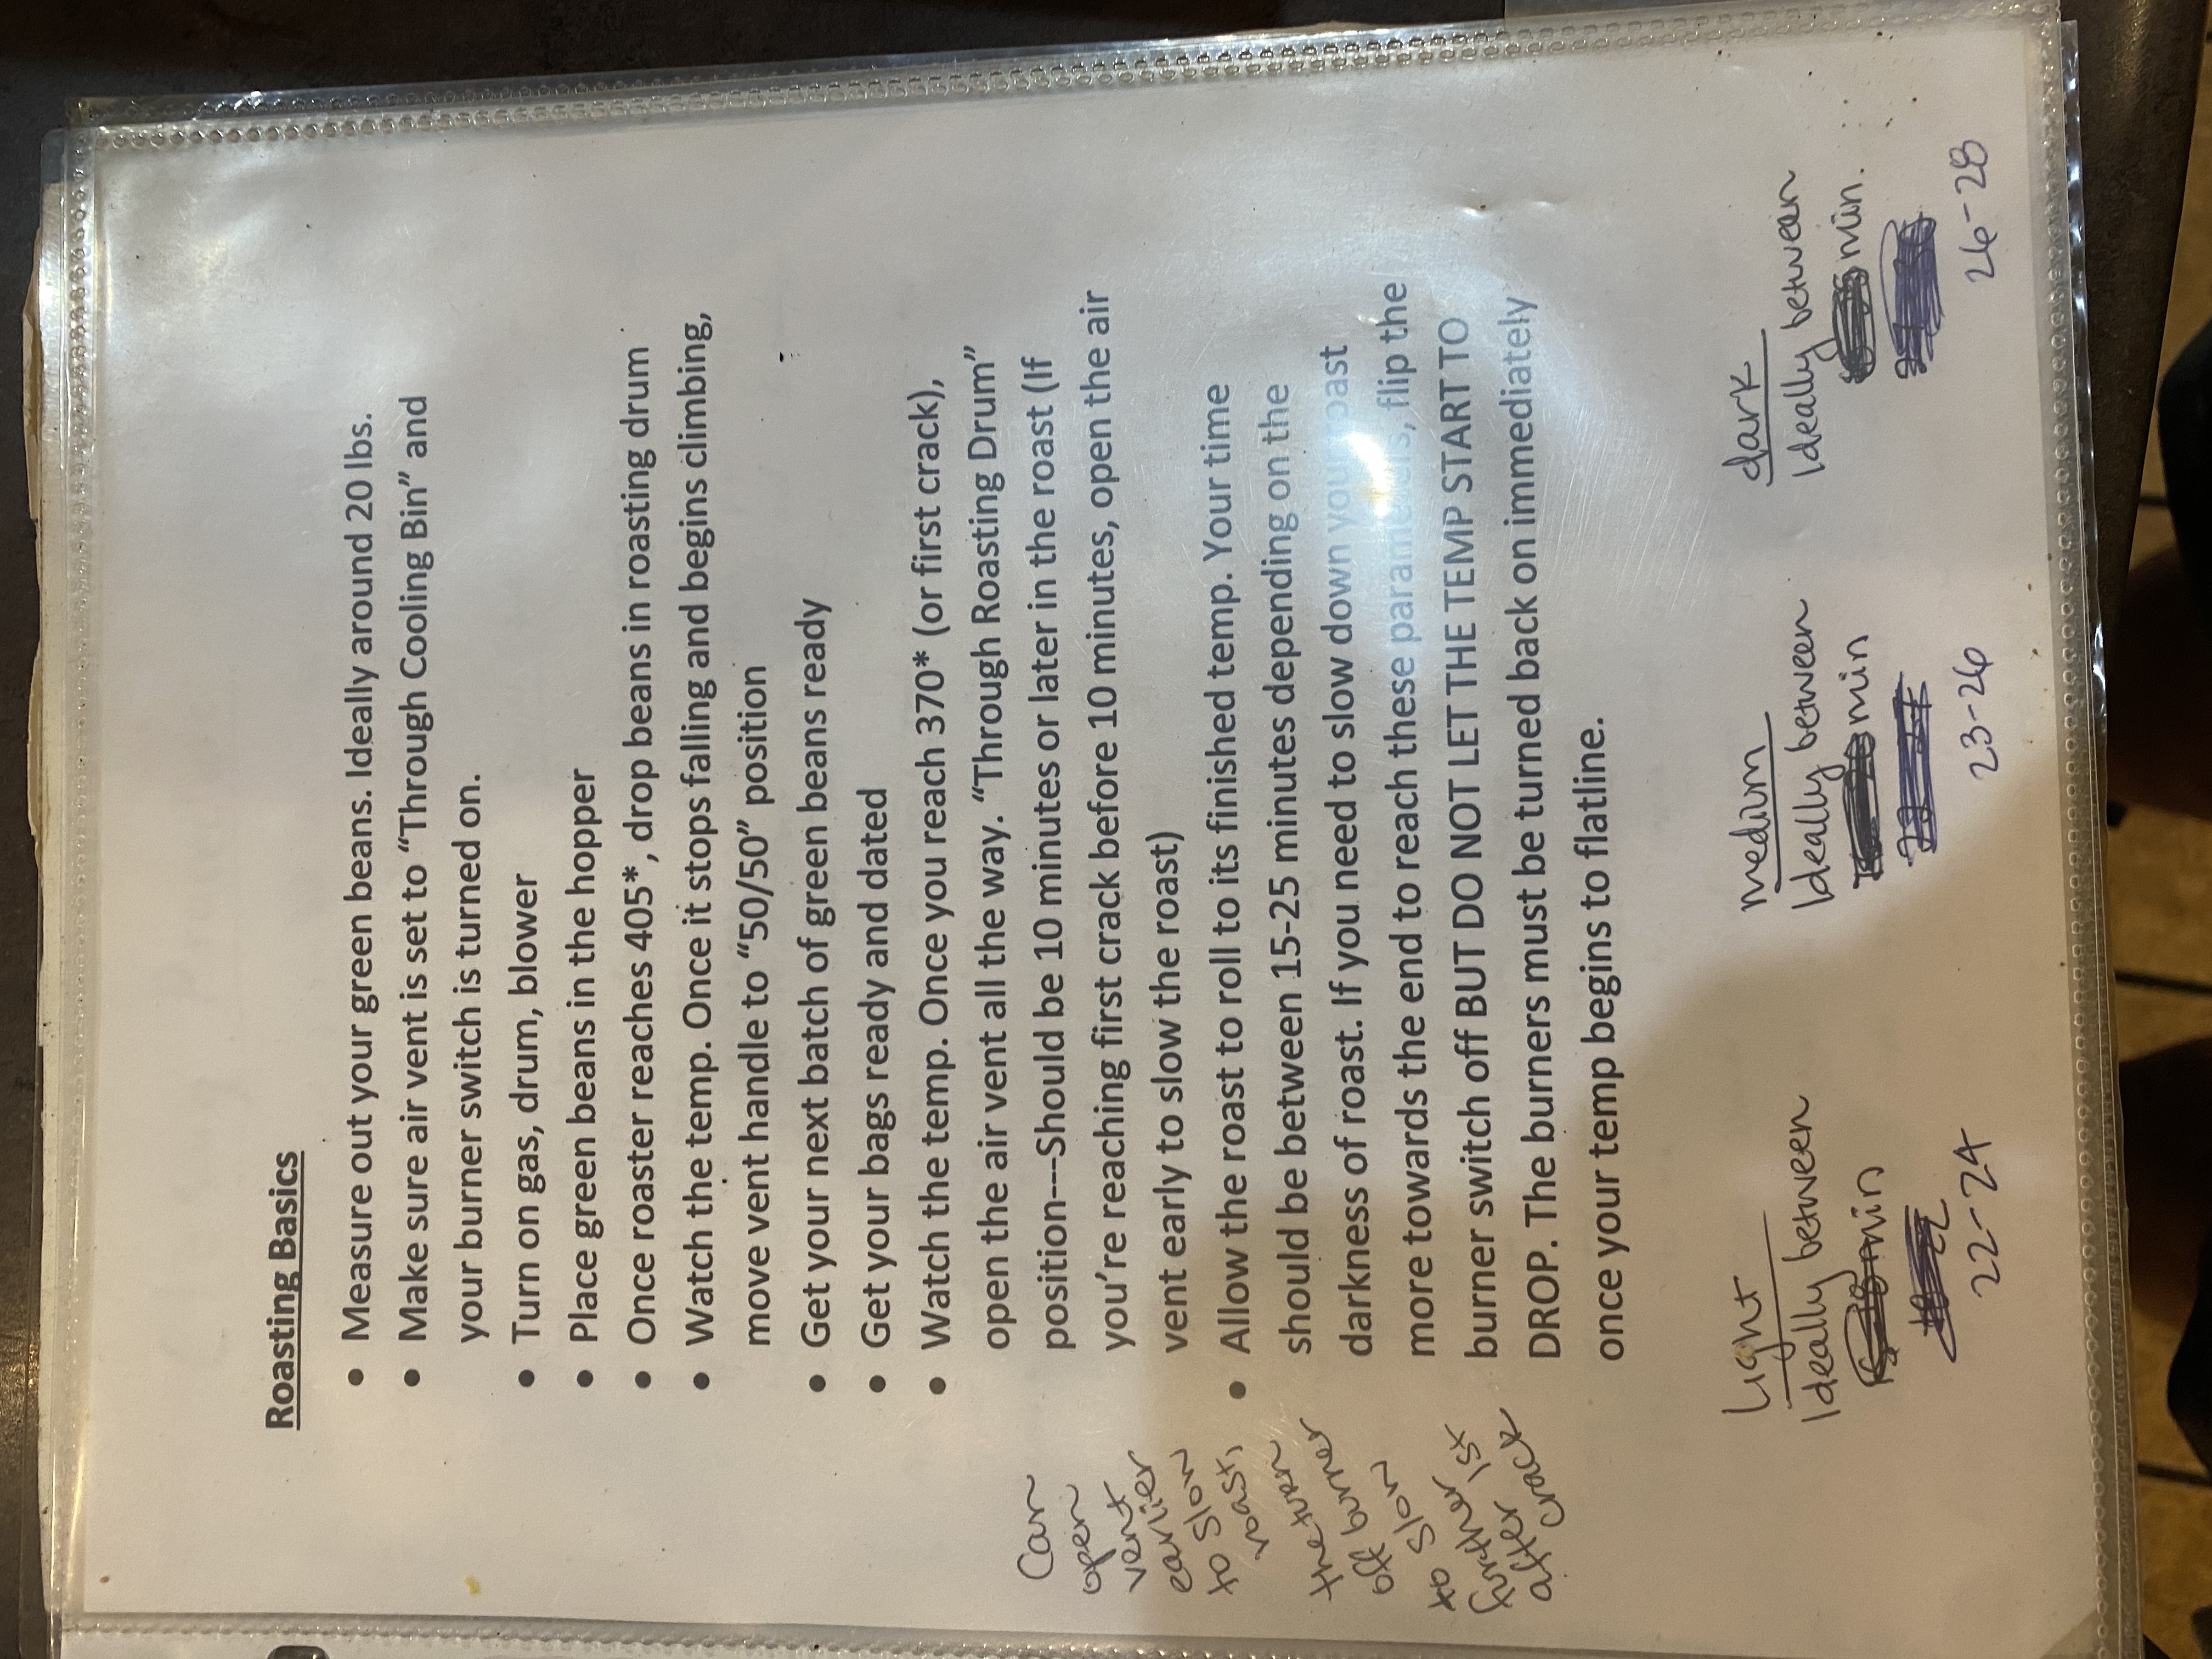 Roasting Basics
• Measure out your green beans. Ideally around 20 lbs.
• Make sure air vent is set to “Through Cooling Bin” and
your burner switch is turned on.
• Turn on gas, drum, blower
• Place green beans in the hopper
• Once roaster reaches 405*, drop beans in roasting drum
• Watch the temp. Once it stops falling and begins climbing,
move vent handle to “50/50” position
• Get your next batch of green beans ready
• Get your bags ready and dated
• Watch the temp. Once you reach 370* (or first crack),
open the air vent all the way. “Through Roasting Drum”
position---Should be 10 minutes or later in the roast (If
you’re reaching first crack before 10 minutes, open the air
vent early to slow the roast)
• Allow the roast to roll to its finished temp. Your time
should be between 15-25 minutes depending on the
darkness of roast. If you need to slow down your roast
more towards the end to reach these parameters, flip the
burner switch off BUT DO NOT LET THE TEMP START TO
DROP. The burners must be turned back on immediately
once your temp begins to flatline.
Can
open
vent
earlier
to slow
roast,
then turn
off burner
to slow
further
after 1st
crack
Light
Ideally between
min
22-24
medium
Ideally between
min
23-26
dark
Ideally between
min.
26-28